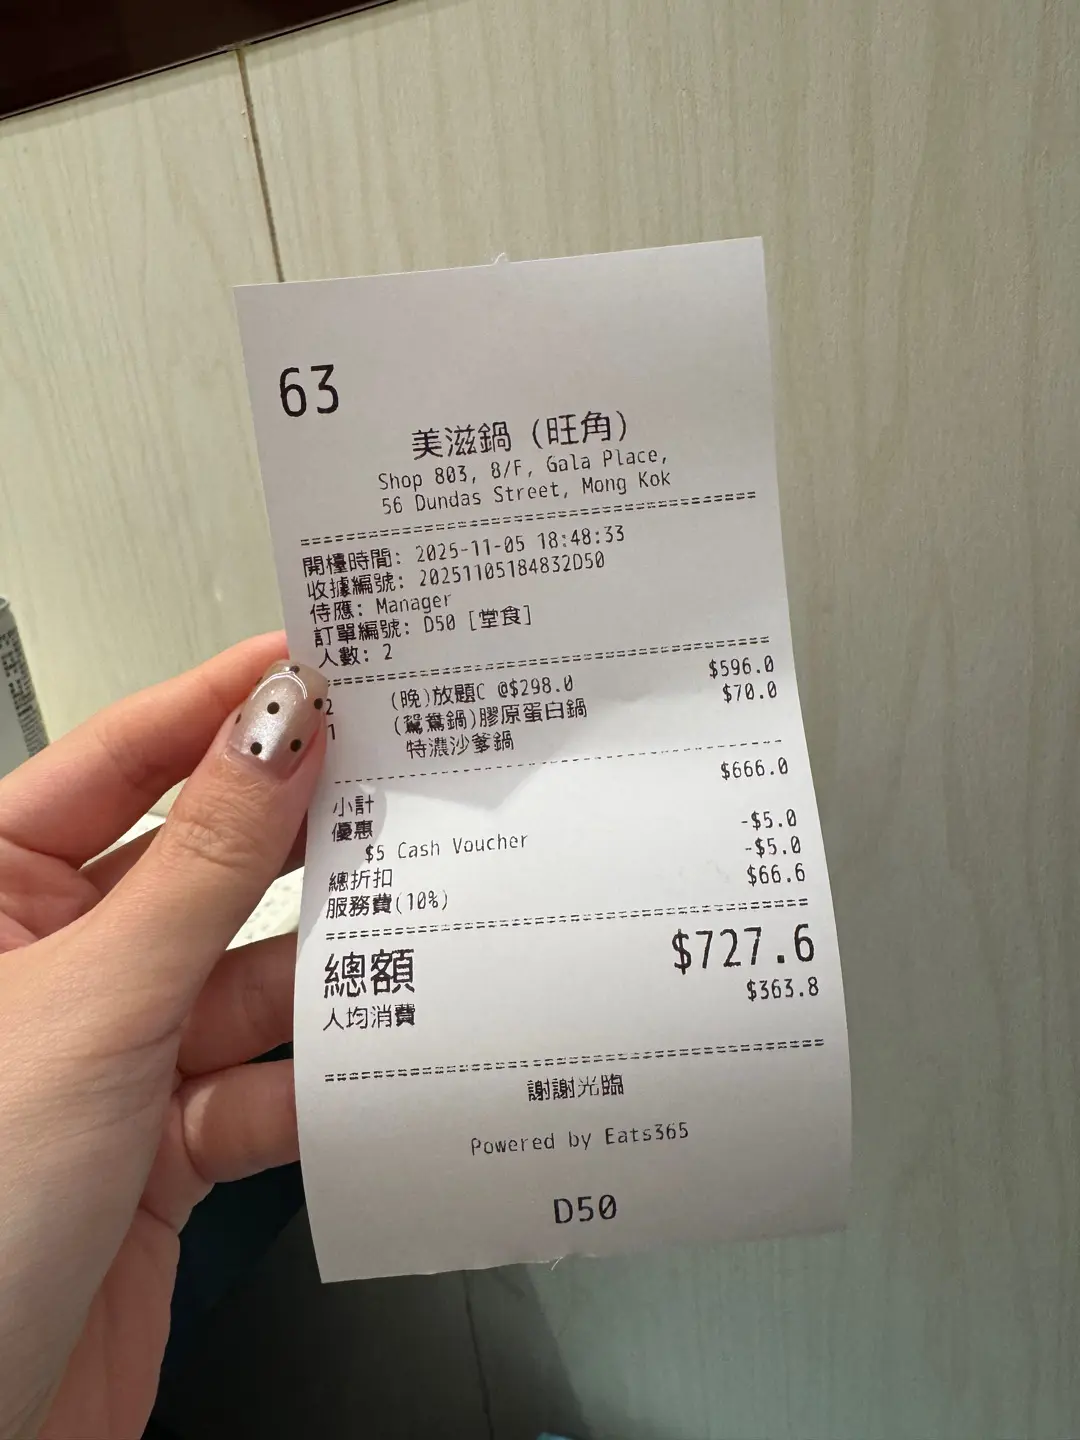 63
美滋鍋 (旺角)
Shop 803, 8/F, Gala Place,
56 Dundas Street, Mong Kok
開檯時間: 2025-11-05 18:48:33
收據編號: 20251105184832D50
侍應: Manager
訂單編號: D50 [堂食]
人數: 2
2 (晚)放題C @$298.0 $596.0
1 (鴛鴦鍋)膠原蛋白鍋 $70.0
特濃沙爹鍋
小計 $666.0
優惠
$5 Cash Voucher -$5.0
總折扣 -$5.0
服務費(10%) $66.6
總額 $727.6
人均消費 $363.8
謝謝光臨
Powered by Eats365
D50